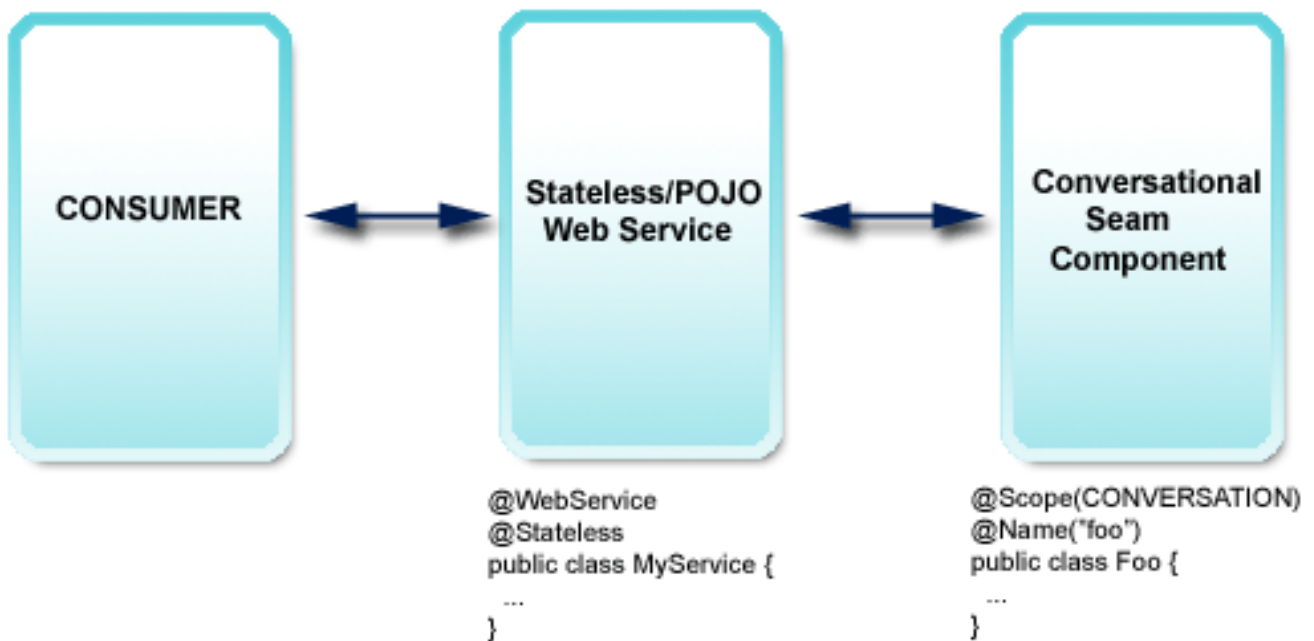 CONSUMER
Stateless/POJO
Web Service
Conversational
Seam
Component
@WebService
@Stateless
public class MyService {
...
}
@Scope(CONVERSATION)
@Name("foo")
public class Foo {
...
}